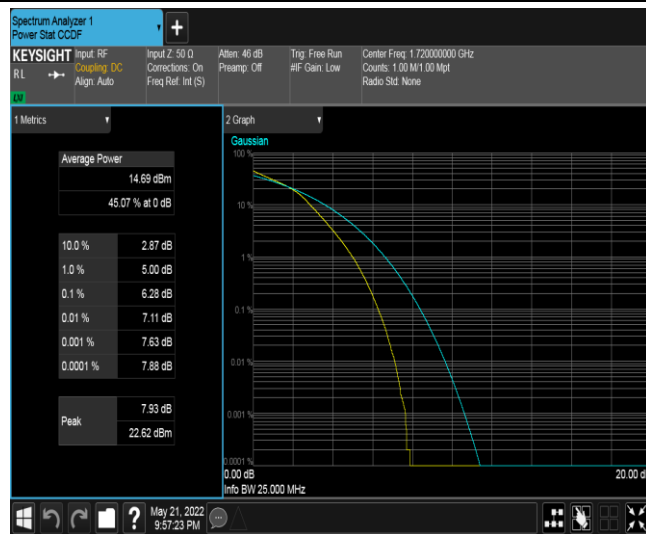 Spectrum Analyzer 1
Power Stat CCDF
+
KEYSIGHT Input: RF Input Z: 50 Ω Atten: 46 dB Trig: Free Run Center Freq: 1.720000000 GHz
RL Coupling: DC Corrections: On Preamp: Off #IF Gain: Low Counts: 1.00 M/1.00 Mpt
Align: Auto Freq Ref: Int (S) Radio Std: None
1 Metrics
Average Power
14.69 dBm
45.07 % at 0 dB
10.0 % 2.87 dB
1.0 % 5.00 dB
0.1 % 6.28 dB
0.01 % 7.11 dB
0.001 % 7.63 dB
0.0001 % 7.88 dB
Peak 7.93 dB
22.62 dBm
2 Graph
Gaussian
100 %
10 %
1 %
0.1 %
0.01 %
0.001 %
0.0001 %
0.00 dB 20.00 d
Info BW 25.000 MHz
? May 21, 2022
9:57:23 PM